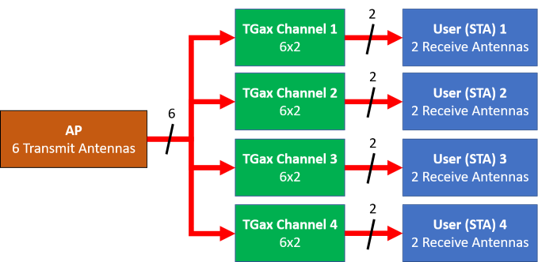 AP
6 Transmit Antennas
6
TGax Channel 1
6x2
2
User (STA) 1
2 Receive Antennas
TGax Channel 2
6x2
2
User (STA) 2
2 Receive Antennas
TGax Channel 3
6x2
2
User (STA) 3
2 Receive Antennas
TGax Channel 4
6x2
2
User (STA) 4
2 Receive Antennas